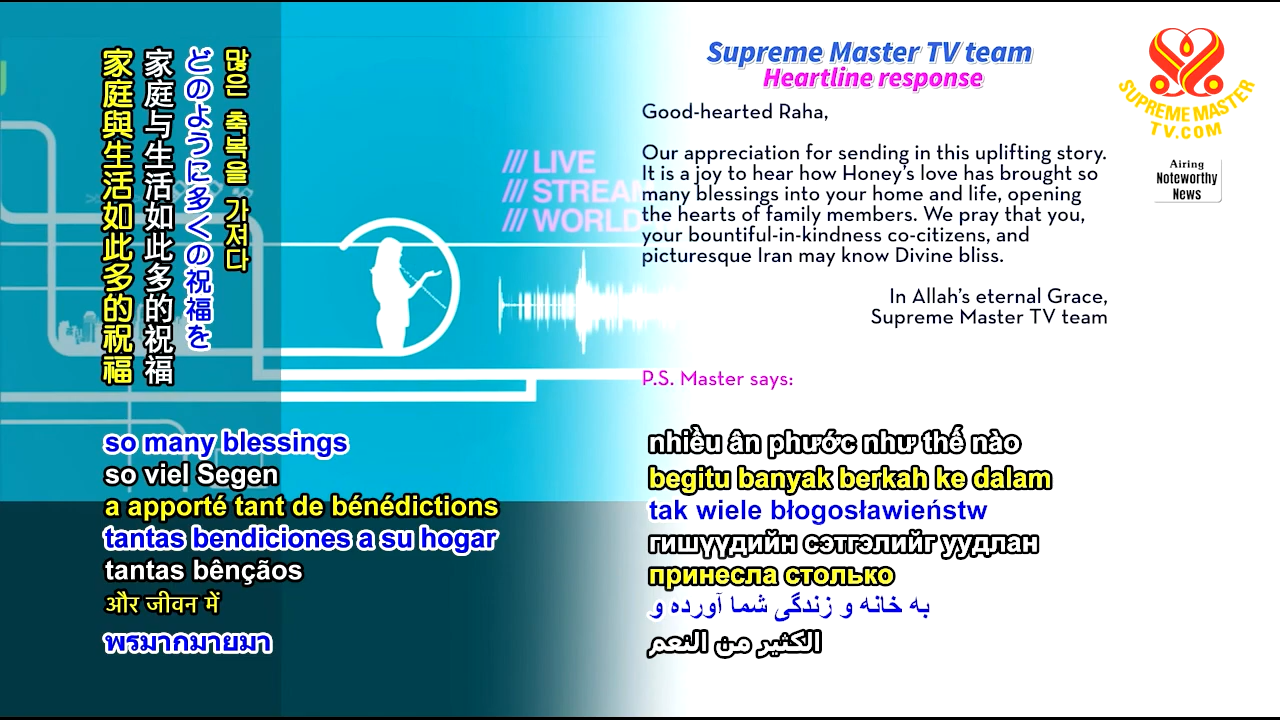 많은 축복을 가져다
どのように多くの祝福を
家庭与生活如此多的祝福
家庭與生活如此多的祝福
/// LIVE
/// STREAM
/// WORLD
Supreme Master TV team
Heartline response
Good-hearted Raha,
Our appreciation for sending in this uplifting story.
It is a joy to hear how Honey's love has brought so
many blessings into your home and life, opening
the hearts of family members. We pray that you,
your bountiful-in-kindness co-citizens, and
picturesque Iran may know Divine bliss.
In Allah's eternal Grace,
Supreme Master TV team
P.S. Master says:
SUPREME MASTER
TV.COM
Airing
Noteworthy
News
so many blessings
so viel Segen
a apporté tant de bénédictions
tantas bendiciones a su hogar
tantas bênçãos
और जीवन में
พรมากมายมา
nhiều ân phước như thế nào
begitu banyak berkah ke dalam
tak wiele błogosławieństw
гишүүдийн сэтгэлийг уудлан
принесла столько
به خانه و زندگی شما آورده و
الكثير من النعم